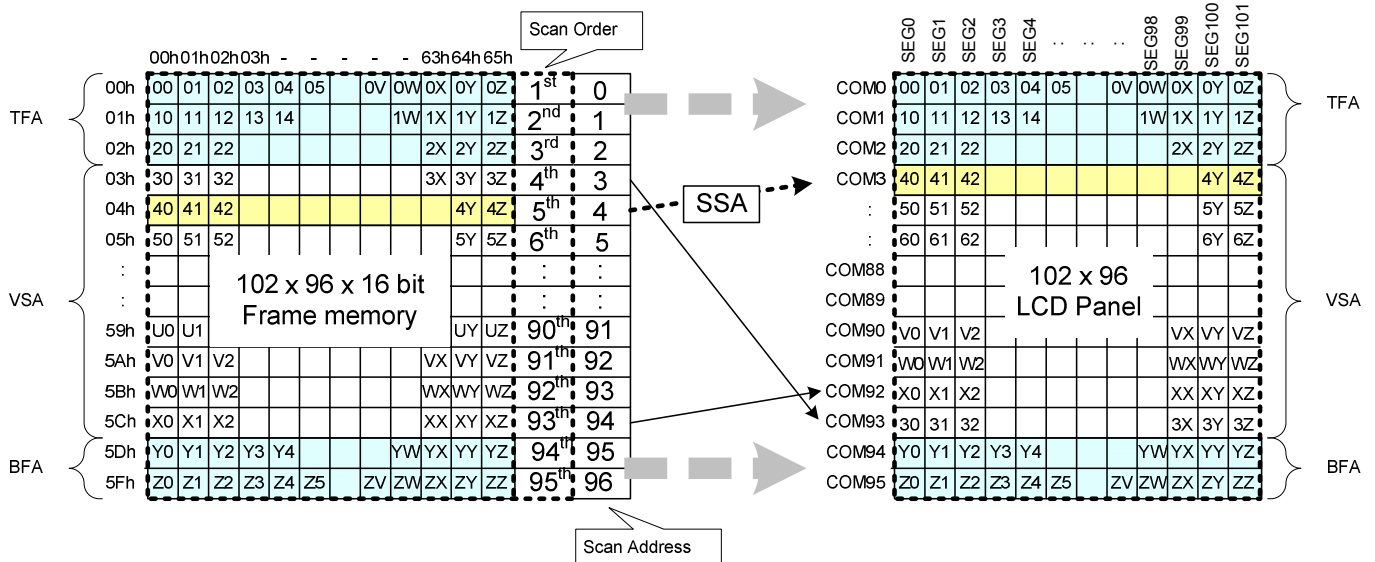 Scan Order
00h 01h 02h 03h - - - - - 63h 64h 65h
SEG0 SEG1 SEG2 SEG3 SEG4 .. .. .. SEG98 SEG99 SEG100 SEG101
TFA
00h 00 01 02 03 04 05 0V 0W 0X 0Y 0Z 1st 0
01h 10 11 12 13 14 1W 1X 1Y 1Z 2nd 1
02h 20 21 22 2X 2Y 2Z 3rd 2
VSA
03h 30 31 32 3X 3Y 3Z 4th 3
04h 40 41 42 4Y 4Z 5th 4
05h 50 51 52 5Y 5Z 6th 5
: : :
: : :
59h U0 U1 UY UZ 90th 91
5Ah V0 V1 V2 VX VY VZ 91th 92
5Bh W0 W1 W2 WX WY WZ 92th 93
5Ch X0 X1 X2 XX XY XZ 93th 94
BFA
5Dh Y0 Y1 Y2 Y3 Y4 YW YX YY YZ 94th 95
5Fh Z0 Z1 Z2 Z3 Z4 Z5 ZV ZW ZX ZY ZZ 95th 96
102 x 96 x 16 bit
Frame memory
Scan Address
SSA
COM0 00 01 02 03 04 05 0V 0W 0X 0Y 0Z
COM1 10 11 12 13 14 1W 1X 1Y 1Z
COM2 20 21 22 2X 2Y 2Z
TFA
COM3 40 41 42 4Y 4Z
: 50 51 52 5Y 5Z
: 60 61 62 6Y 6Z
COM88
COM89
COM90 V0 V1 V2 VX VY VZ
COM91 W0 W1 W2 WX WY WZ
COM92 X0 X1 X2 XX XY XZ
COM93 30 31 32 3X 3Y 3Z
VSA
COM94 Y0 Y1 Y2 Y3 Y4 YW YX YY YZ
COM95 Z0 Z1 Z2 Z3 Z4 Z5 ZV ZW ZX ZY ZZ
BFA
102 x 96
LCD Panel